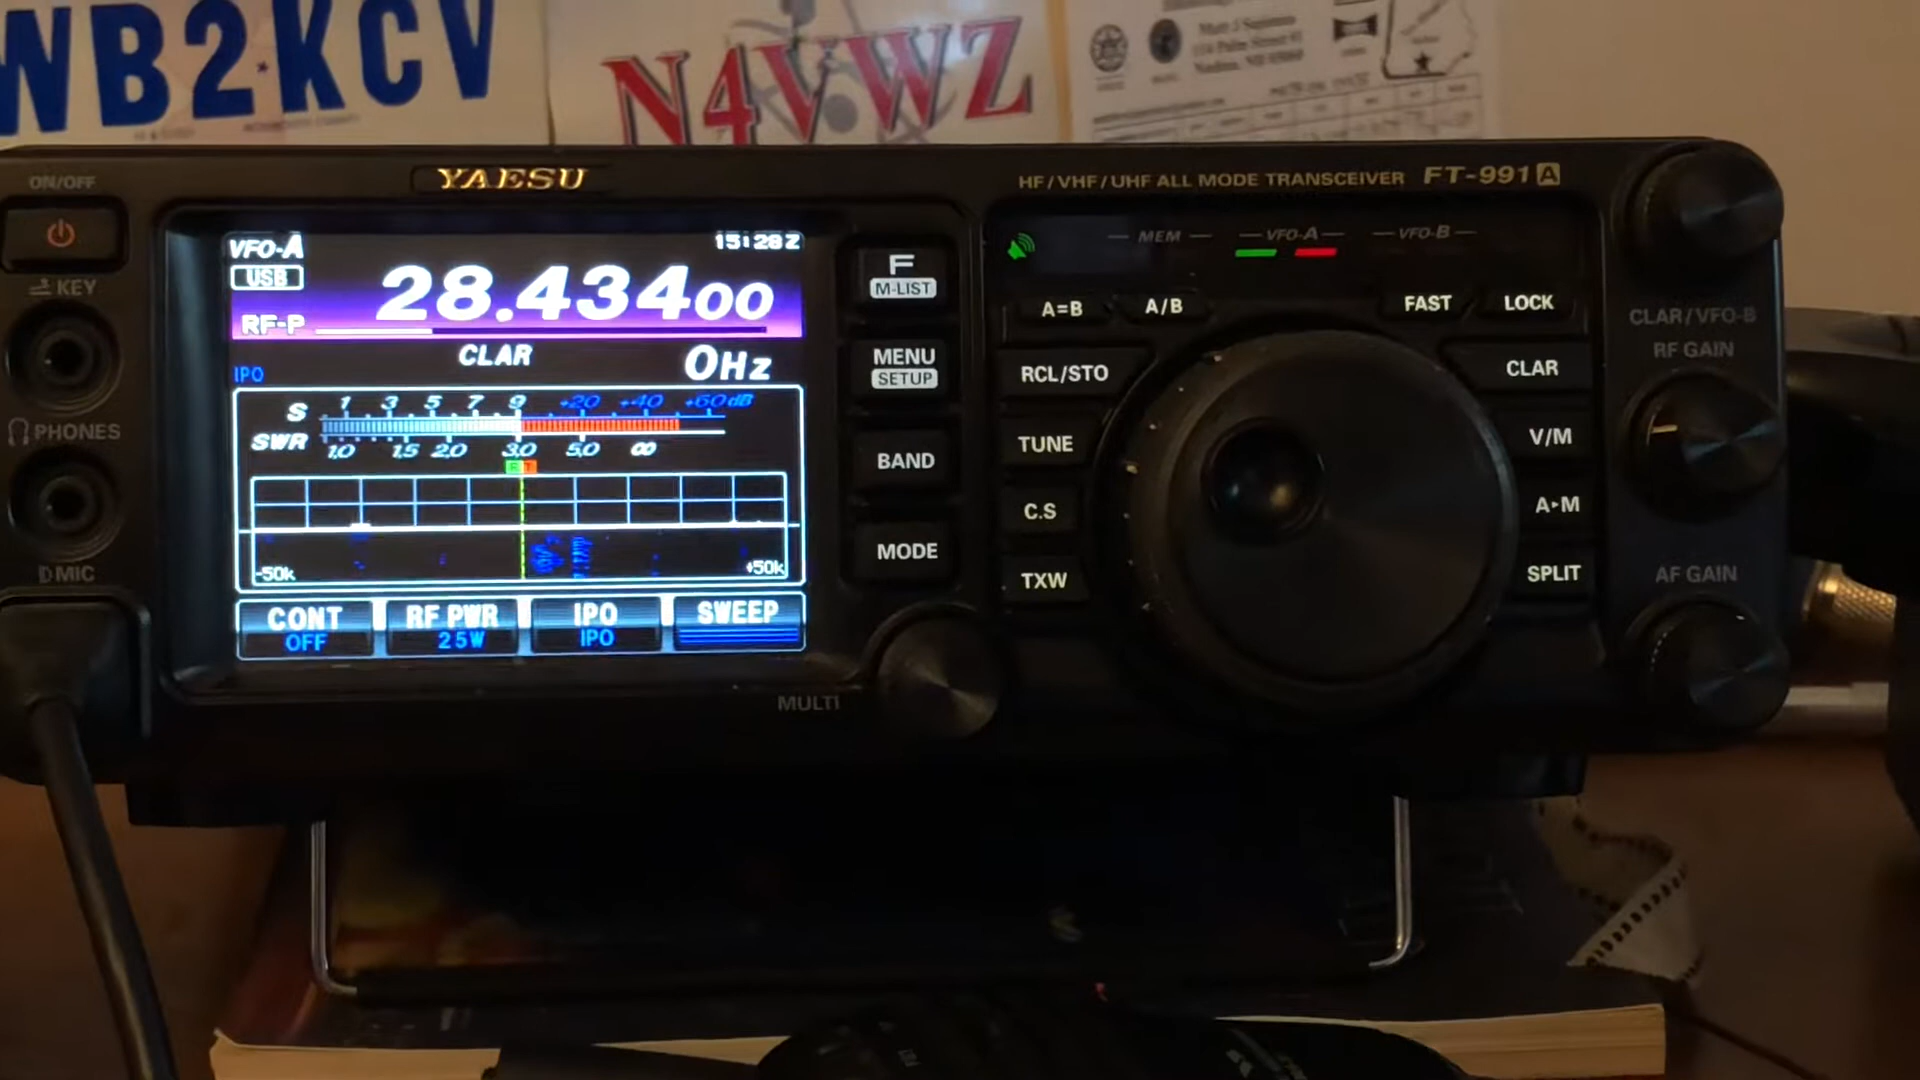 WB2KCV
N4VWZ
YAESU
HF/VHF/UHF ALL MODE TRANSCEIVER FT-991A
ON/OFF
KEY
PHONES
MIC
VFO-A
15:28Z
USB
28.43400
RF-P
CLAR
0Hz
IPO
S 1 3 5 7 9 +20 +40 +60dB
SWR 1.0 1.5 2.0 3.0 5.0 ∞
-50k
+50k
CONT
OFF
RF PWR
25W
IPO
IPO
SWEEP
F
M-LIST
MENU
SETUP
BAND
MODE
MULTI
MEM
VFO-A
VFO-B
A=B
A/B
FAST
LOCK
RCL/STO
CLAR
TUNE
V/M
C.S
A▸M
TXW
SPLIT
CLAR/VFO-B
RF GAIN
AF GAIN